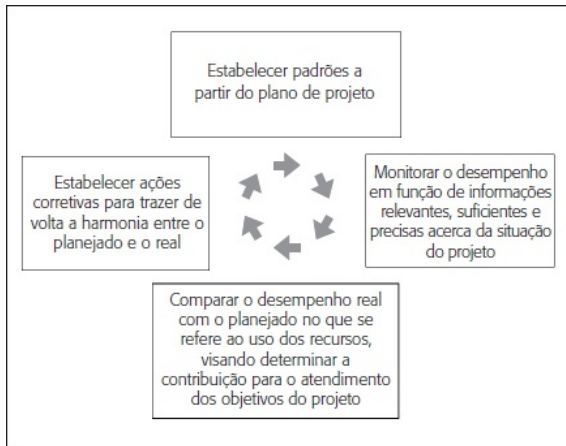 Estabelecer padrões a
partir do plano de projeto
Monitorar o desempenho
em função de informações
relevantes, suficientes e
precisas acerca da situação
do projeto
Comparar o desempenho real
com o planejado no que se
refere ao uso dos recursos,
visando determinar a
contribuição para o atendimento
dos objetivos do projeto
Estabelecer ações
corretivas para trazer de
volta a harmonia entre o
planejado e o real